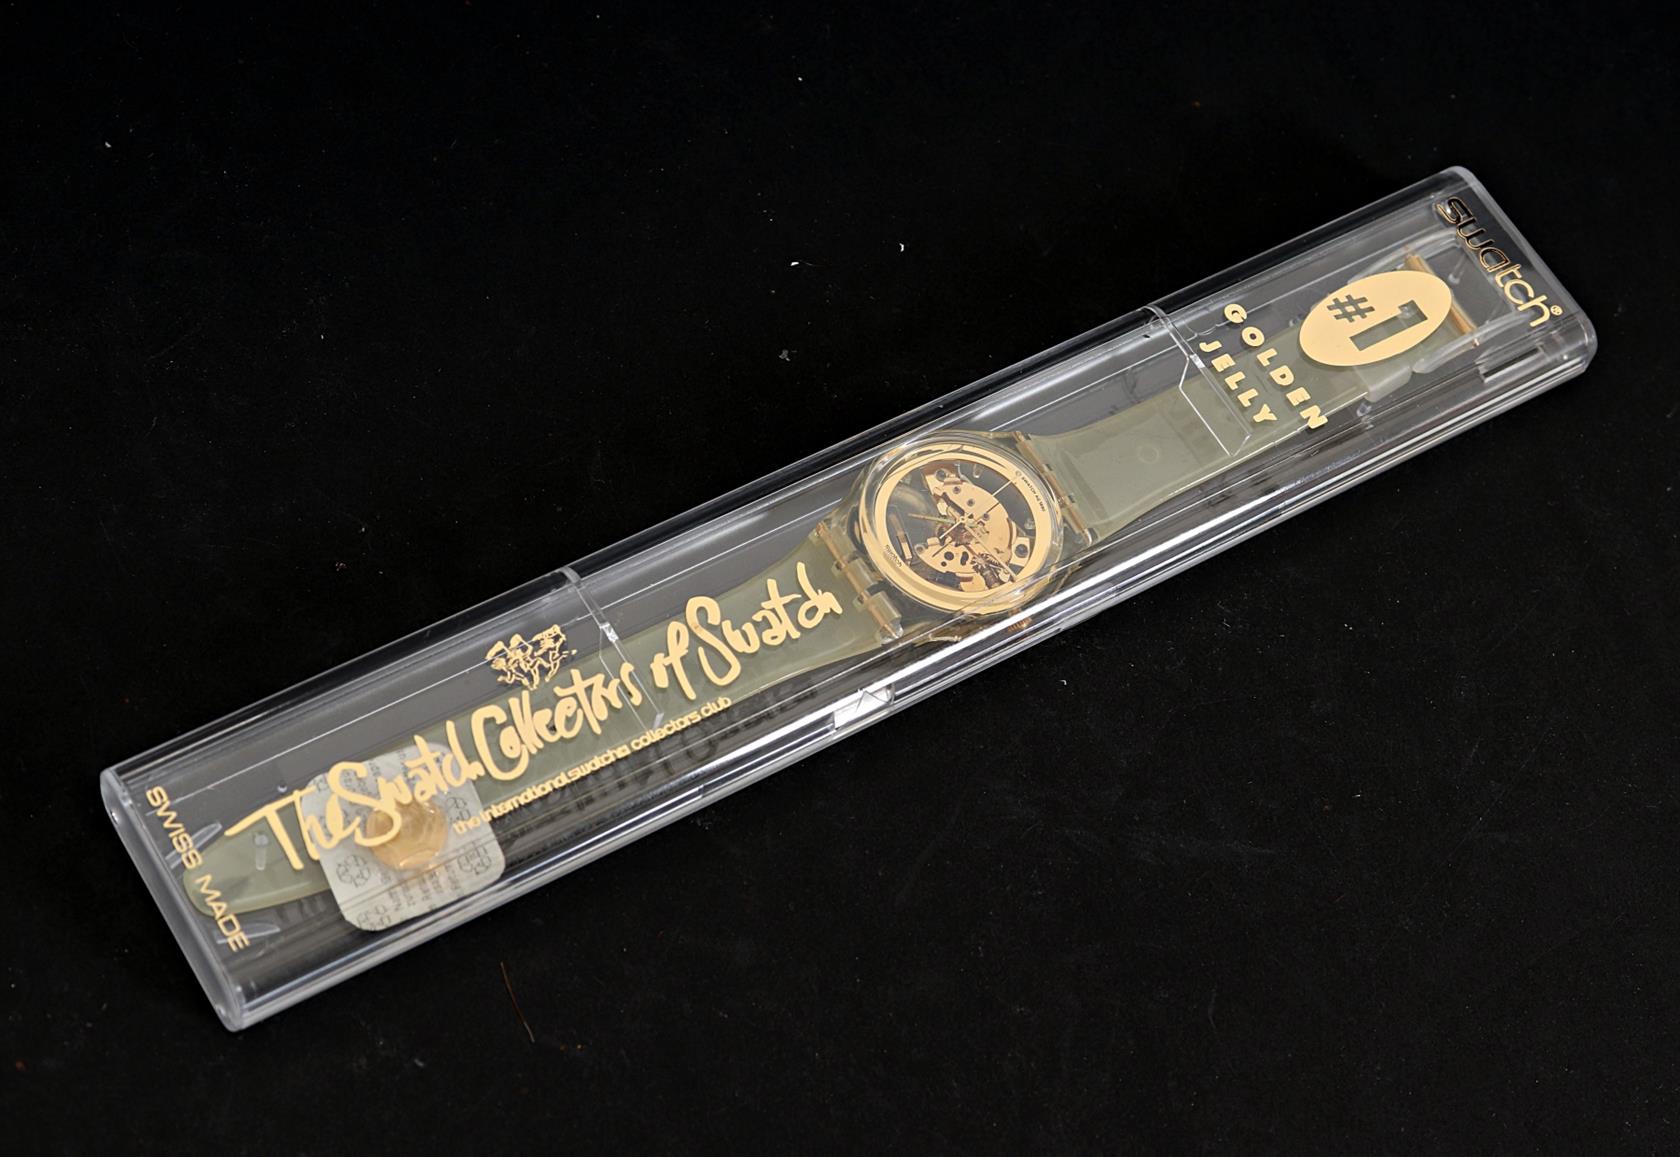 swatch®
#1
GOLDEN
JELLY
The Swatch Collectors of Swatch
the international swatch collectors club
SWISS MADE